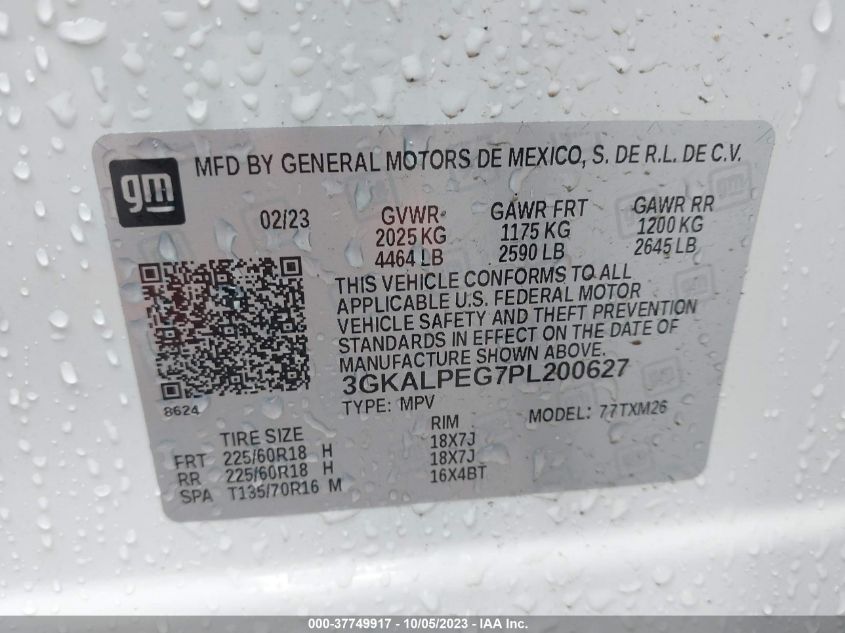 gm
MFD BY GENERAL MOTORS DE MEXICO, S. DE R.L. DE C.V.
02/23 GVWR GAWR FRT GAWR RR
2025 KG 1175 KG 1200 KG
4464 LB 2590 LB 2645 LB
THIS VEHICLE CONFORMS TO ALL
APPLICABLE U.S. FEDERAL MOTOR
VEHICLE SAFETY AND THEFT PREVENTION
STANDARDS IN EFFECT ON THE DATE OF
MANUFACTURE SHOWN ABOVE.
3GKALPEG7PL200627
8624
TYPE: MPV MODEL: 77TXM26
TIRE SIZE RIM
FRT 225/60R18 H 18X7J
RR 225/60R18 H 18X7J
SPA T135/70R16 M 16X4BT
000-37749917 - 10/05/2023 - IAA Inc.